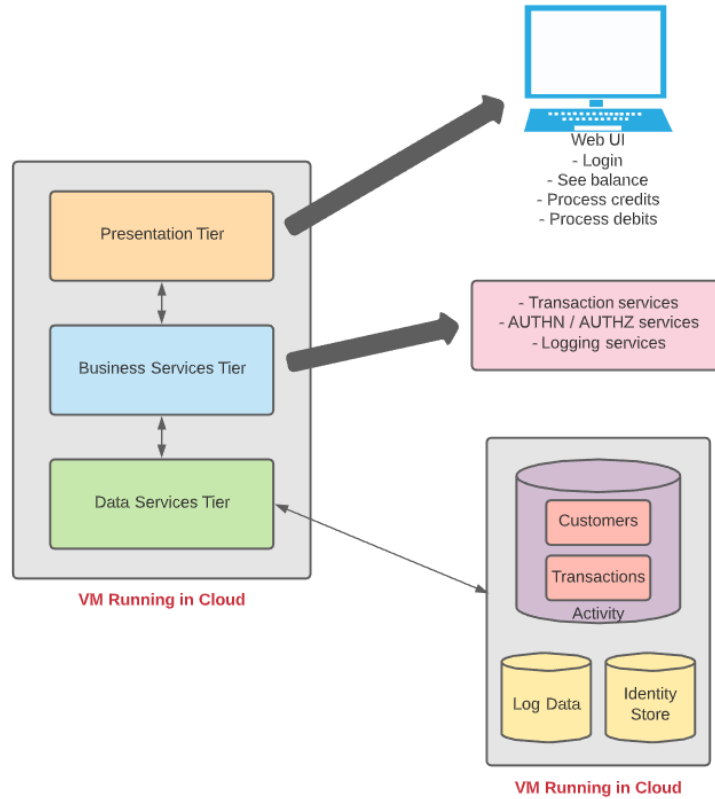 Web UI
- Login
- See balance
- Process credits
- Process debits
Presentation Tier
Business Services Tier
Data Services Tier
VM Running in Cloud
- Transaction services
- AUTHN / AUTHZ services
- Logging services
Customers
Transactions
Activity
Log Data
Identity
Store
VM Running in Cloud